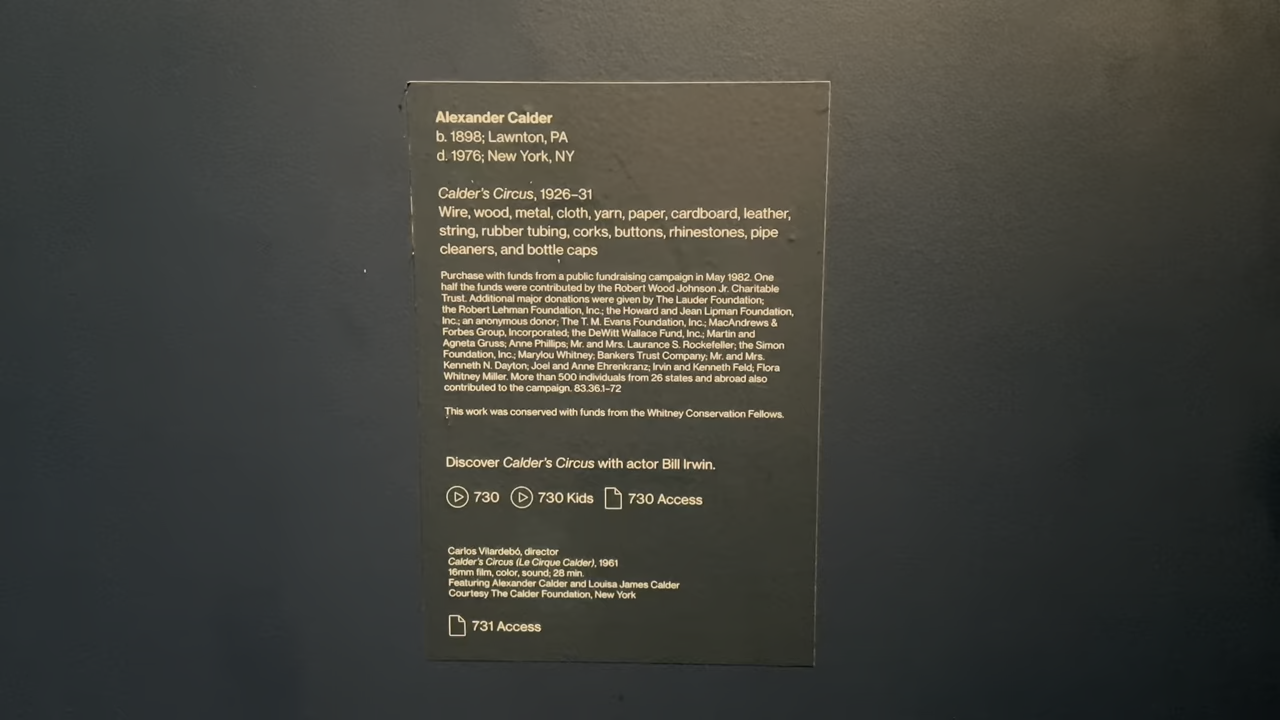 Alexander Calder
b. 1898; Lawnton, PA
d. 1976; New York, NY
Calder's Circus, 1926–31
Wire, wood, metal, cloth, yarn, paper, cardboard, leather,
string, rubber tubing, corks, buttons, rhinestones, pipe
cleaners, and bottle caps
Purchase with funds from a public fundraising campaign in May 1982. One
half the funds were contributed by the Robert Wood Johnson Jr. Charitable
Trust. Additional major donations were given by The Lauder Foundation;
the Robert Lehman Foundation, Inc.; the Howard and Jean Lipman Foundation,
Inc.; an anonymous donor; The T. M. Evans Foundation, Inc.; MacAndrews &
Forbes Group, Incorporated; the DeWitt Wallace Fund, Inc.; Martin and
Agneta Gruss; Anne Phillips; Mr. and Mrs. Laurance S. Rockefeller; the Simon
Foundation, Inc.; Marylou Whitney; Bankers Trust Company; Mr. and Mrs.
Kenneth N. Dayton; Joel and Anne Ehrenkranz; Irvin and Kenneth Feld; Flora
Whitney Miller. More than 500 individuals from 26 states and abroad also
contributed to the campaign. 83.36.1–72
This work was conserved with funds from the Whitney Conservation Fellows.
Discover Calder's Circus with actor Bill Irwin.
730 730 Kids 730 Access
Carlos Vilardebó, director
Calder's Circus (Le Cirque Calder), 1961
16mm film, color, sound; 28 min.
Featuring Alexander Calder and Louisa James Calder
Courtesy The Calder Foundation, New York
731 Access